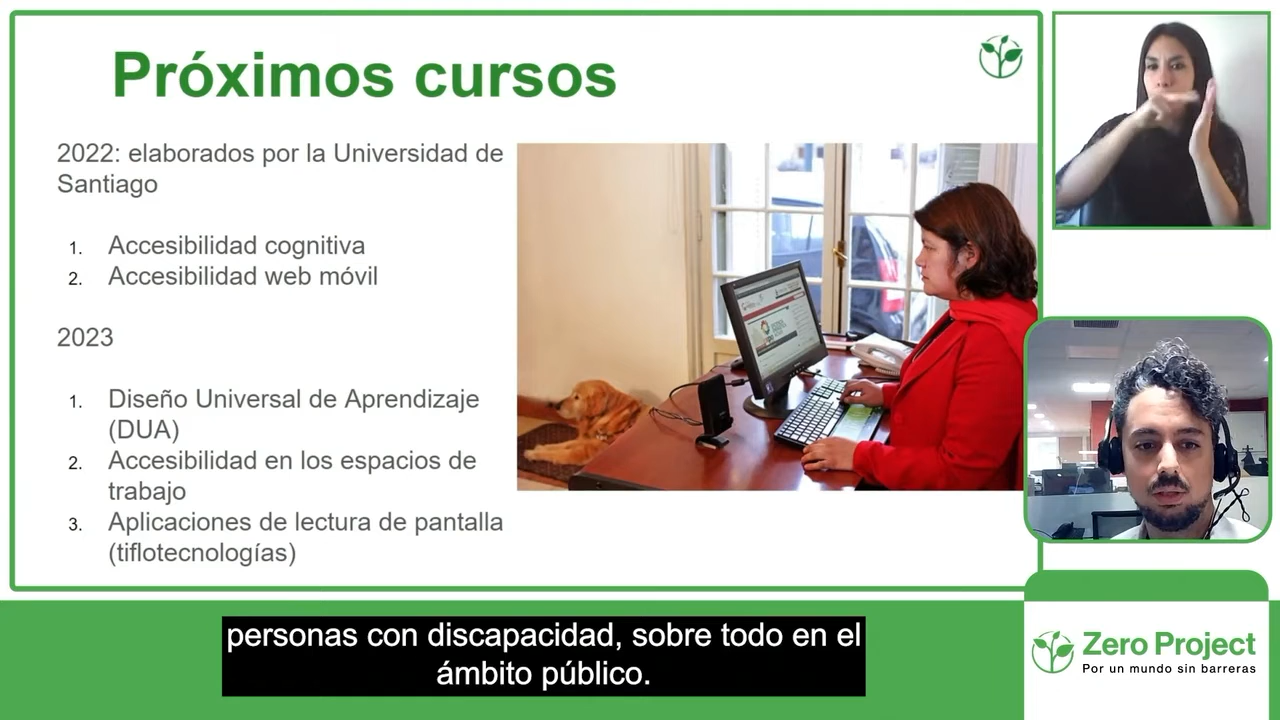 Próximos cursos
2022: elaborados por la Universidad de
Santiago
1. Accesibilidad cognitiva
2. Accesibilidad web móvil
2023
1. Diseño Universal de Aprendizaje
(DUA)
2. Accesibilidad en los espacios de
trabajo
3. Aplicaciones de lectura de pantalla
(tiflotecnologías)
personas con discapacidad, sobre todo en el
ámbito público.
Zero Project
Por un mundo sin barreras